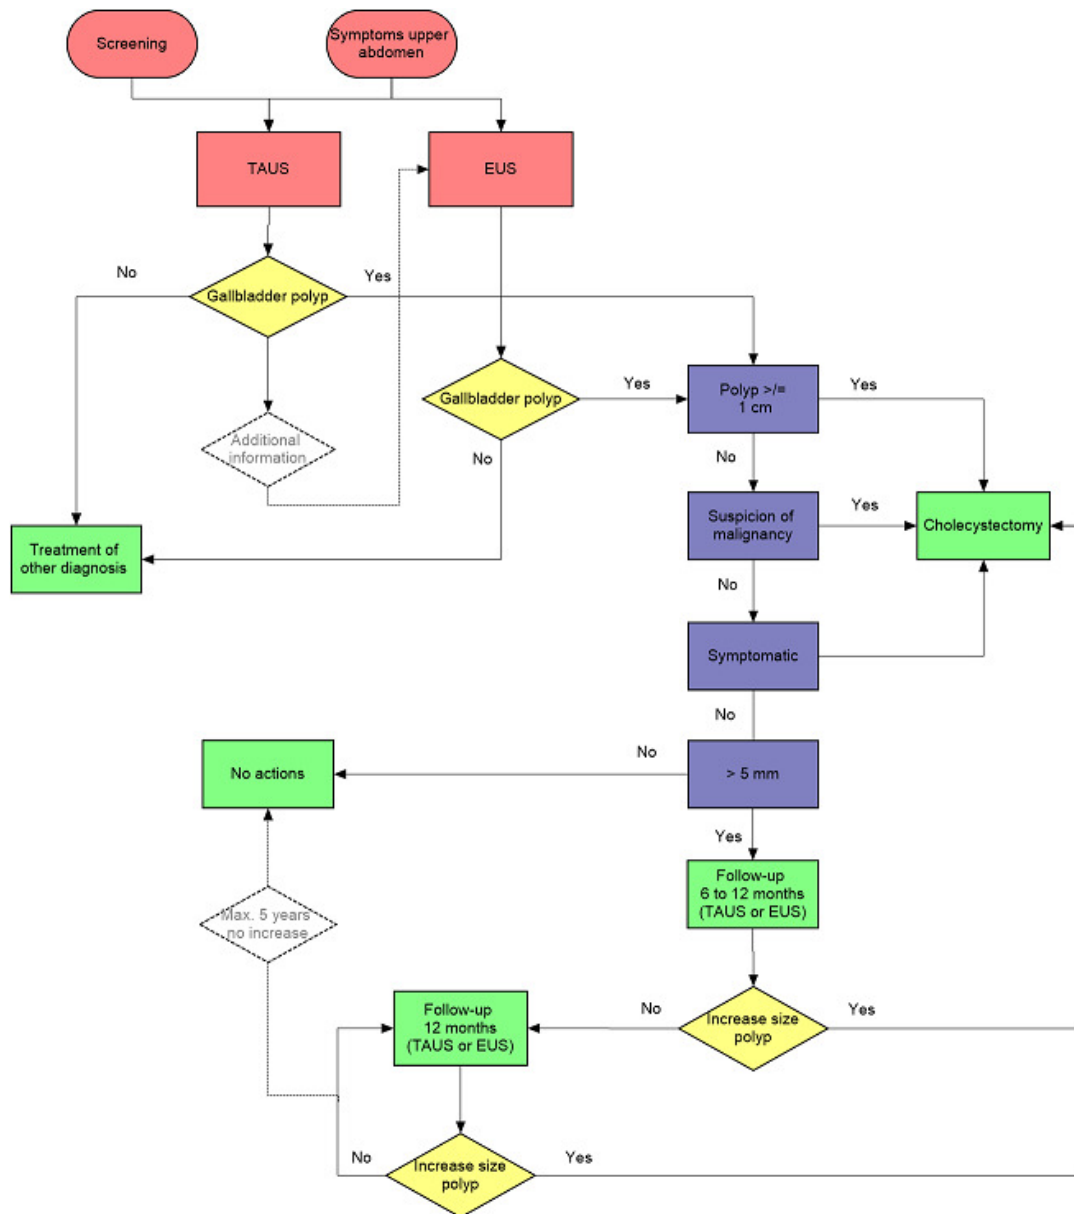 Screening
Symptoms upper
abdomen
TAUS
EUS
No
Yes
Gallbladder polyp
Additional
information
Gallbladder polyp
Yes
No
Polyp >/=
1 cm
Yes
No
Suspicion of
malignancy
Yes
Cholecystectomy
Treatment of
other diagnosis
No
Symptomatic
No
No
No actions
> 5 mm
Yes
Follow-up
6 to 12 months
(TAUS or EUS)
Max. 5 years
no increase
Follow-up
12 months
(TAUS or EUS)
No
Increase size
polyp
Yes
No
Increase size
polyp
Yes